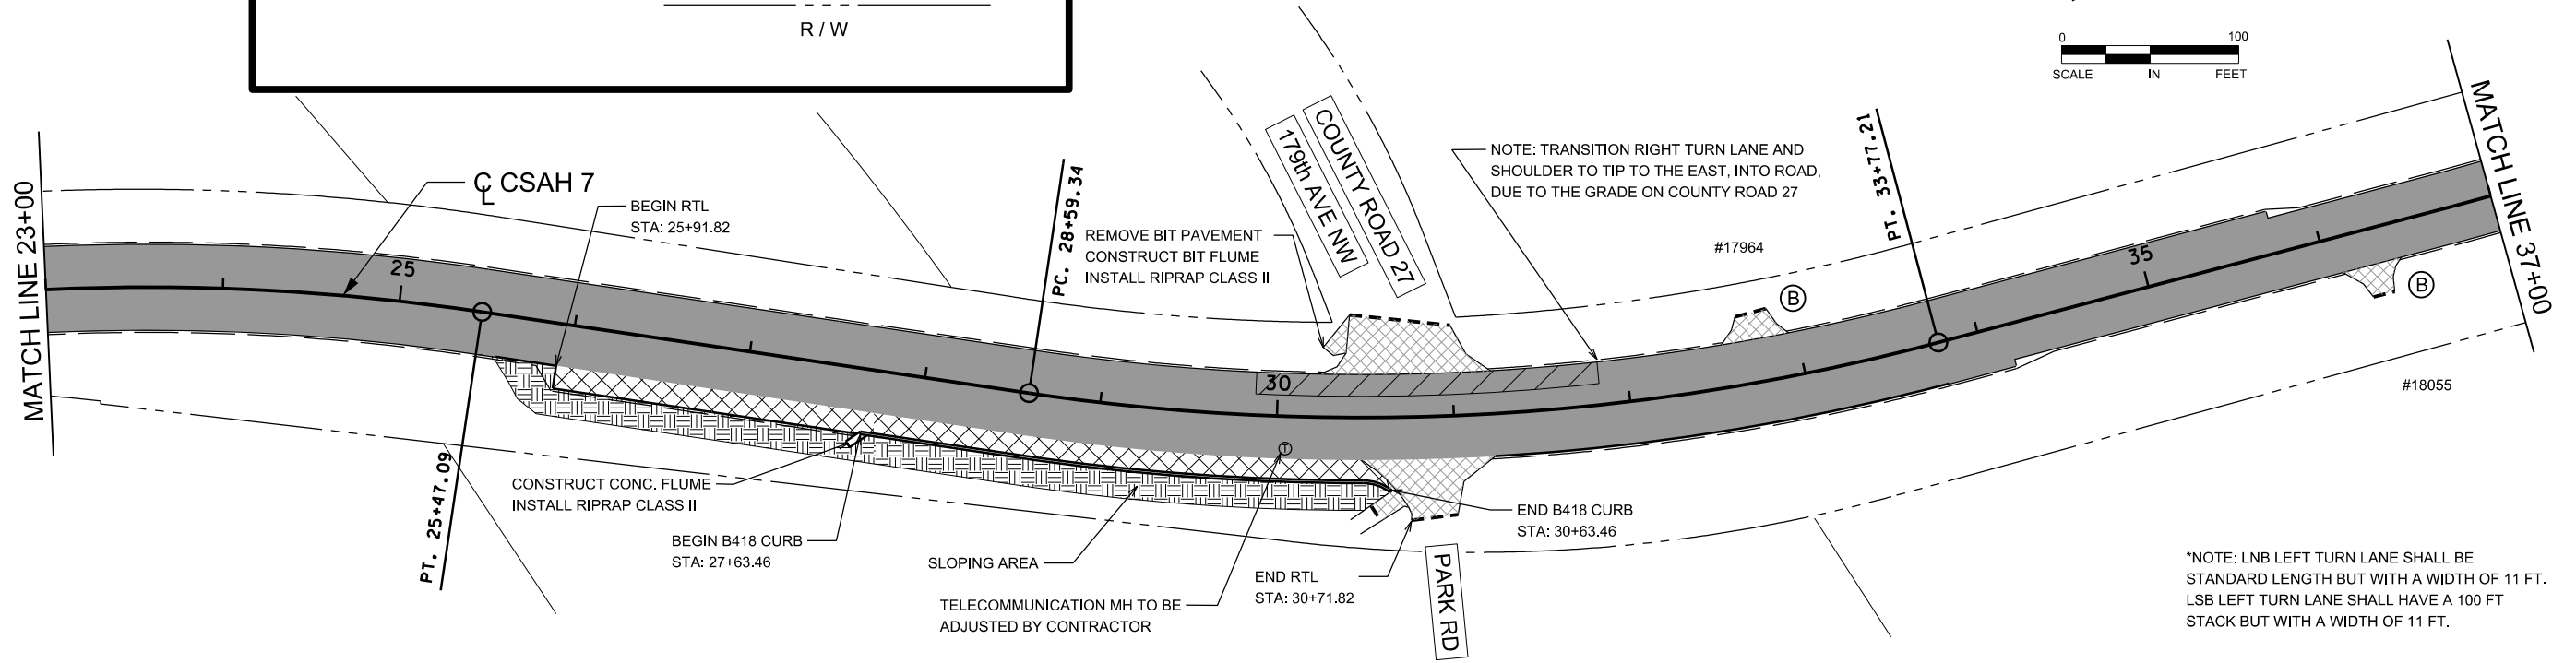 R / W
0 100
SCALE IN FEET
MATCH LINE 23+00
CL CSAH 7
25
BEGIN RTL
STA: 25+91.82
PT. 25+47.09
PC. 28+59.34
REMOVE BIT PAVEMENT
CONSTRUCT BIT FLUME
INSTALL RIPRAP CLASS II
179th AVE NW
COUNTY ROAD 27
NOTE: TRANSITION RIGHT TURN LANE AND
SHOULDER TO TIP TO THE EAST, INTO ROAD,
DUE TO THE GRADE ON COUNTY ROAD 27
#17964
PT. 33+77.21
B
30
35
B
MATCH LINE 37+00
#18055
T
CONSTRUCT CONC. FLUME
INSTALL RIPRAP CLASS II
BEGIN B418 CURB
STA: 27+63.46
SLOPING AREA
TELECOMMUNICATION MH TO BE
ADJUSTED BY CONTRACTOR
END RTL
STA: 30+71.82
PARK RD
END B418 CURB
STA: 30+63.46
*NOTE: LNB LEFT TURN LANE SHALL BE
STANDARD LENGTH BUT WITH A WIDTH OF 11 FT.
LSB LEFT TURN LANE SHALL HAVE A 100 FT
STACK BUT WITH A WIDTH OF 11 FT.